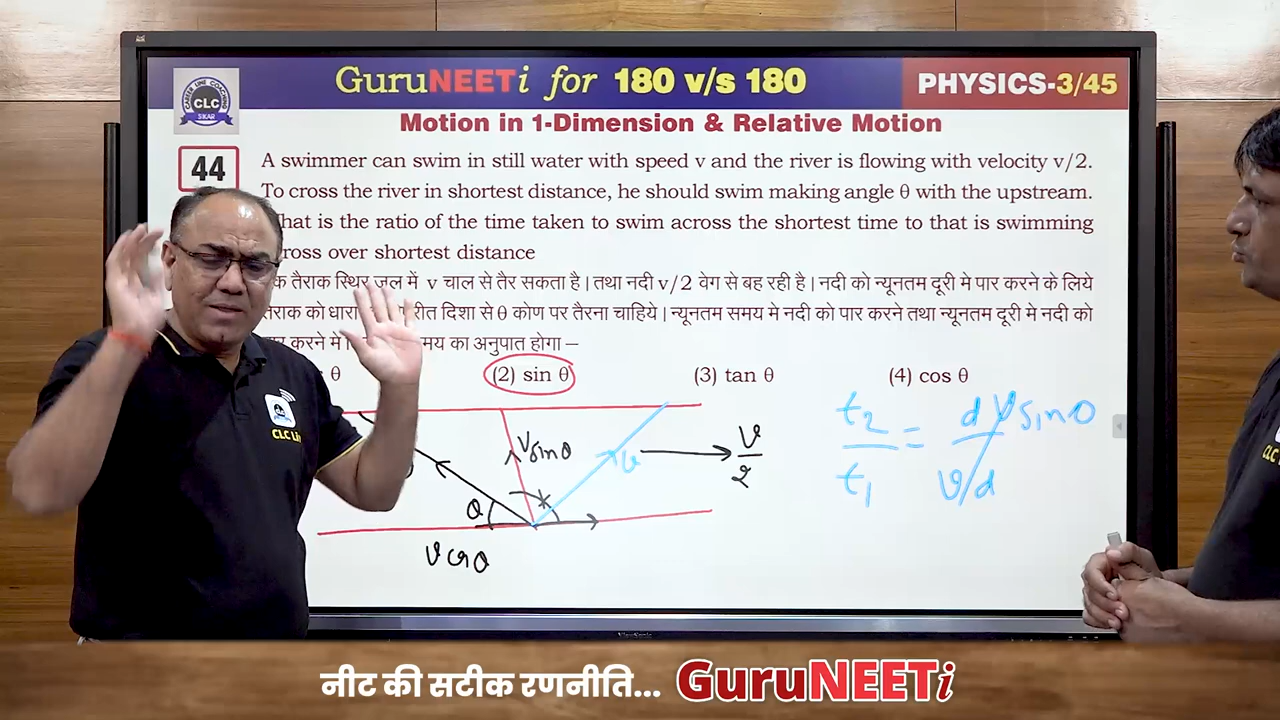 GuruNEETi for 180 v/s 180
PHYSICS-3/45
CLC
SIKAR
Motion in 1-Dimension & Relative Motion
44
A swimmer can swim in still water with speed v and the river is flowing with velocity v/2.
To cross the river in shortest distance, he should swim making angle θ with the upstream.
hat is the ratio of the time taken to swim across the shortest time to that is swimming
ross over shortest distance
क तैराक स्थिर जल में v चाल से तैर सकता है। तथा नदी v/2 वेग से बह रही है। नदी को न्यूनतम दूरी मे पार करने के लिये
तराक को धारा रीत दिशा से θ कोण पर तैरना चाहिये। न्यूनतम समय मे नदी को पार करने तथा न्यूनतम दूरी मे नदी को
र करने मे मय का अनुपात होगा –
θ (2) sin θ (3) tan θ (4) cos θ
t2/t1 = d/v sinθ / v/d
v sinθ
v
v/2
θ
v cosθ
CLC Li
CLC
ViewSonic
नीट की सटीक रणनीति... GuruNEETi